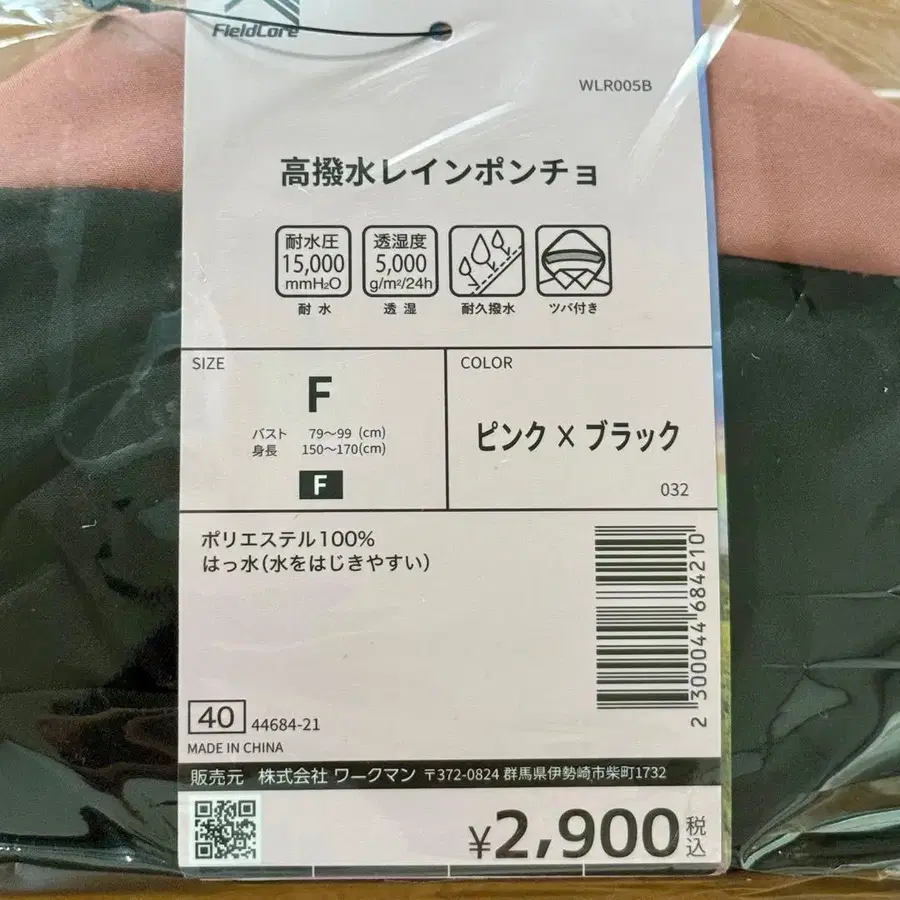 FieldCore
WLR005B
高撥水レインポンチョ
耐水圧
15,000
mmH₂O
耐水
透湿度
5,000
g/m²/24h
透湿
耐久撥水
ツバ付き
SIZE
F
バスト 79〜99 (cm)
身長 150〜170(cm)
F
COLOR
ピンク×ブラック
032
ポリエステル100%
はっ水(水をはじきやすい)
2300044684210
40 44684-21
MADE IN CHINA
販売元 株式会社 ワークマン 〒372-0824 群馬県伊勢崎市柴町1732
¥2,900税込